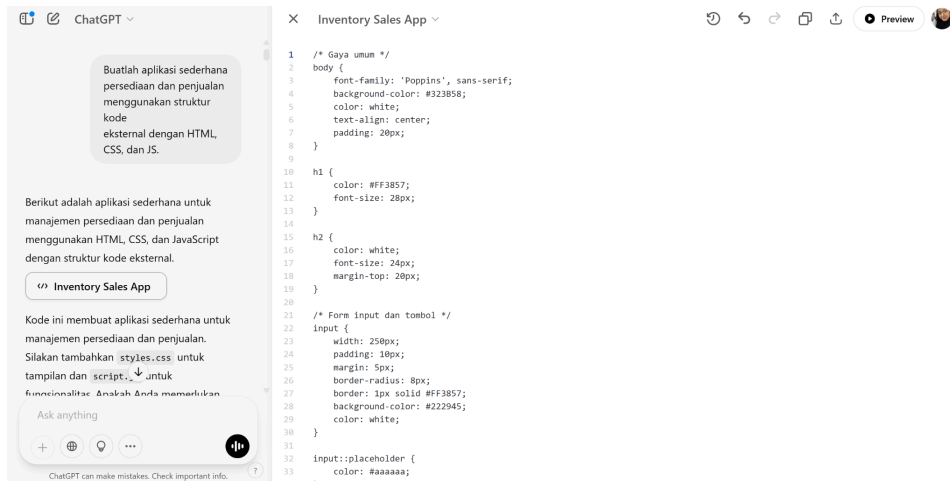 ChatGPT
Buatlah aplikasi sederhana
persediaan dan penjualan
menggunakan struktur
kode
eksternal dengan HTML,
CSS, dan JS.
Berikut adalah aplikasi sederhana untuk
manajemen persediaan dan penjualan
menggunakan HTML, CSS, dan JavaScript
dengan struktur kode eksternal.
Inventory Sales App
Kode ini membuat aplikasi sederhana untuk
manajemen persediaan dan penjualan.
Silakan tambahkan styles.css untuk
tampilan dan script. untuk
fungsionalitas. Apakah Anda memerlukan
Ask anything
ChatGPT can make mistakes. Check important info.
?
Inventory Sales App
Preview
1 /* Gaya umum */
2 body {
3 font-family: 'Poppins', sans-serif;
4 background-color: #323B58;
5 color: white;
6 text-align: center;
7 padding: 20px;
8 }
9
10 h1 {
11 color: #FF3857;
12 font-size: 28px;
13 }
14
15 h2 {
16 color: white;
17 font-size: 24px;
18 margin-top: 20px;
19 }
20
21 /* Form input dan tombol */
22 input {
23 width: 250px;
24 padding: 10px;
25 margin: 5px;
26 border-radius: 8px;
27 border: 1px solid #FF3857;
28 background-color: #222945;
29 color: white;
30 }
31
32 input::placeholder {
33 color: #aaaaaa;